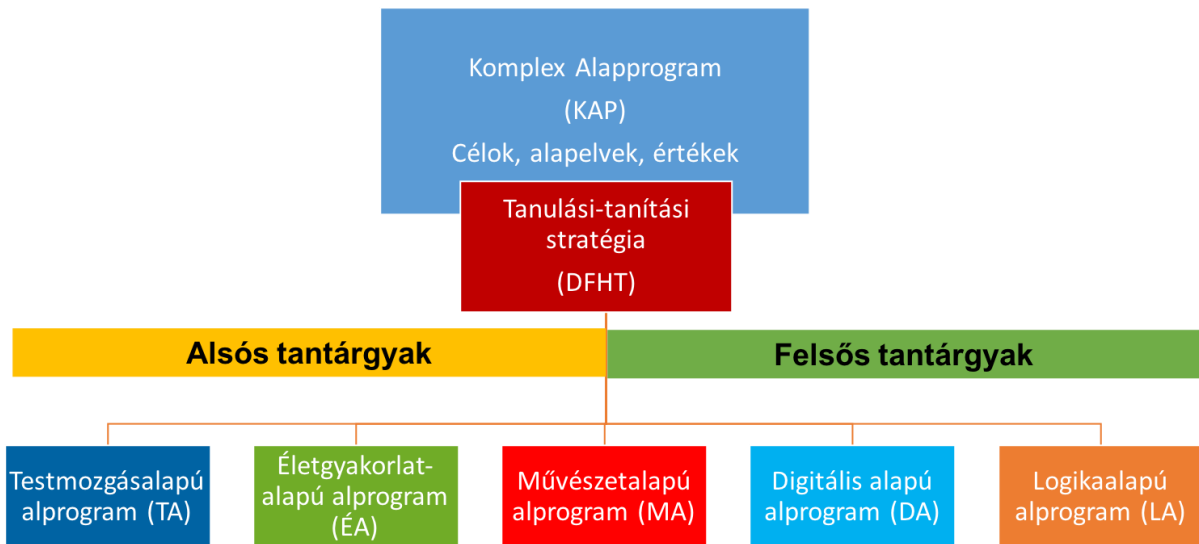 Komplex Alapprogram
(KAP)
Célok, alapelvek, értékek
Tanulási-tanítási
stratégia
(DFHT)
Alsós tantárgyak
Felsős tantárgyak
Testmozgásalapú
alprogram (TA)
Életgyakorlat-
alapú alprogram
(ÉA)
Művészetalapú
alprogram (MA)
Digitális alapú
alprogram (DA)
Logikaalapú
alprogram (LA)